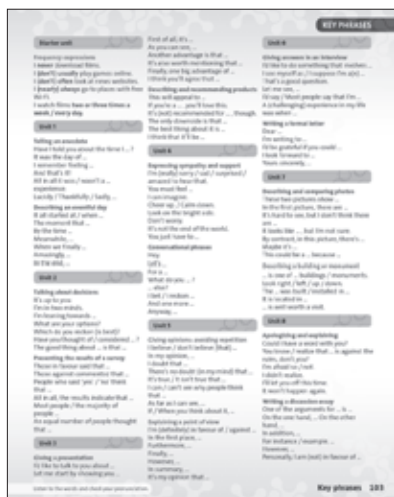 KEY PHRASES
Starter unit
Frequency expressions
I never download films.
I (don't) usually play games online.
I (don't) often look at news websites.
I (nearly) always go to places with free
Wi-Fi.
I watch films two or three times a
week / every day.
Unit 1
Telling an anecdote
Have I told you about the time I ... ?
It was the day of ...
I remember feeling ...
And that's it!
All in all it was / wasn't a ...
experience.
Luckily / Thankfully / Sadly, ...
Describing an eventful day
It all started at / when ...
The moment that ...
By the time ...
Meanwhile, ...
When we finally ...
Amazingly, ...
In the end, ...
Unit 2
Talking about decisions
It's up to you.
I'm in two minds.
I'm leaning towards ...
What are your options?
Which do you reckon (is best)?
Have you thought of / considered ... ?
The good thing about ... is that ...
Presenting the results of a survey
Those in favour said that ...
Those against commented that ...
People who said 'yes' / 'no' think
that ...
All in all, the results indicate that ...
Most people / the majority of
people ...
An equal number of people thought
that ...
Unit 3
Giving a presentation
I'd like to talk to you about ...
Let me start by showing you ...
First of all, it's ...
As you can see, ...
Another advantage is that ...
It's also worth mentioning that ...
Finally, one big advantage of ...
I think you'll agree that ...
Describing and recommending products
This will appeal to ...
If you're a ... you'll love this.
It's (not) recommended for ... , though.
The only downside is that ...
The best thing about it is ...
I think that it'll be ...
Unit 4
Expressing sympathy and support
I'm (really) sorry / sad / surprised /
amazed to hear that.
You must feel ...
I can imagine.
Cheer up. / Calm down.
Look on the bright side.
Don't worry.
It's not the end of the world.
You just have to ...
Conversational phrases
Hey.
Let's ...
For a ...
What do you ... ?
... else?
I bet / reckon ...
And one more ...
Anyway, ...
Unit 5
Giving opinions: avoiding repetition
I believe / don't believe (that) ...
In my opinion, ...
I doubt that ...
There's no doubt (in my mind) that ...
It's true / It isn't true that ...
I can / can't see why people think
that ...
As far as I can see, ...
If / When you think about it, ...
Explaining a point of view
I'm (definitely) in favour of / against ...
In the first place, ...
Furthermore, ...
Finally, ...
However, ...
In summary, ...
It's my opinion that ...
Unit 6
Giving answers in an interview
I'd like to do something that involves ...
I see myself as / I suppose I'm a(n) ...
That's a good question.
Let me see, ...
I'd say / Most people say that I'm ...
A (challenging) experience in my life
was when ...
Writing a formal letter
Dear ...
I'm writing to ...
I'd be grateful if you could ...
I look forward to ...
Yours sincerely, ...
Unit 7
Describing and comparing photos
These two pictures show ...
In the first picture, there are ...
It's hard to see, but I don't think there
are ...
It looks like ... but I'm not sure.
By contrast, in this picture, there's ...
Maybe it's ...
This could be a ... because ...
Describing a building or monument
... is one of ... buildings / monuments.
Look right / left / up / down.
The ... was built / installed in ...
It is located in ...
... is well worth a visit.
Unit 8
Apologizing and explaining
Could I have a word with you?
You know / realize that ... is against the
rules, don't you?
I'm afraid so / not.
I didn't realize.
I'll let you off this time.
It won't happen again.
Writing a discussion essay
One of the arguments for ... is ...
On the one hand, ... On the other
hand, ...
In addition, ...
For instance / example ...
However, ...
Personally, I am (not) in favour of ...
Listen to the words and check your pronunciation.
Key phrases 103